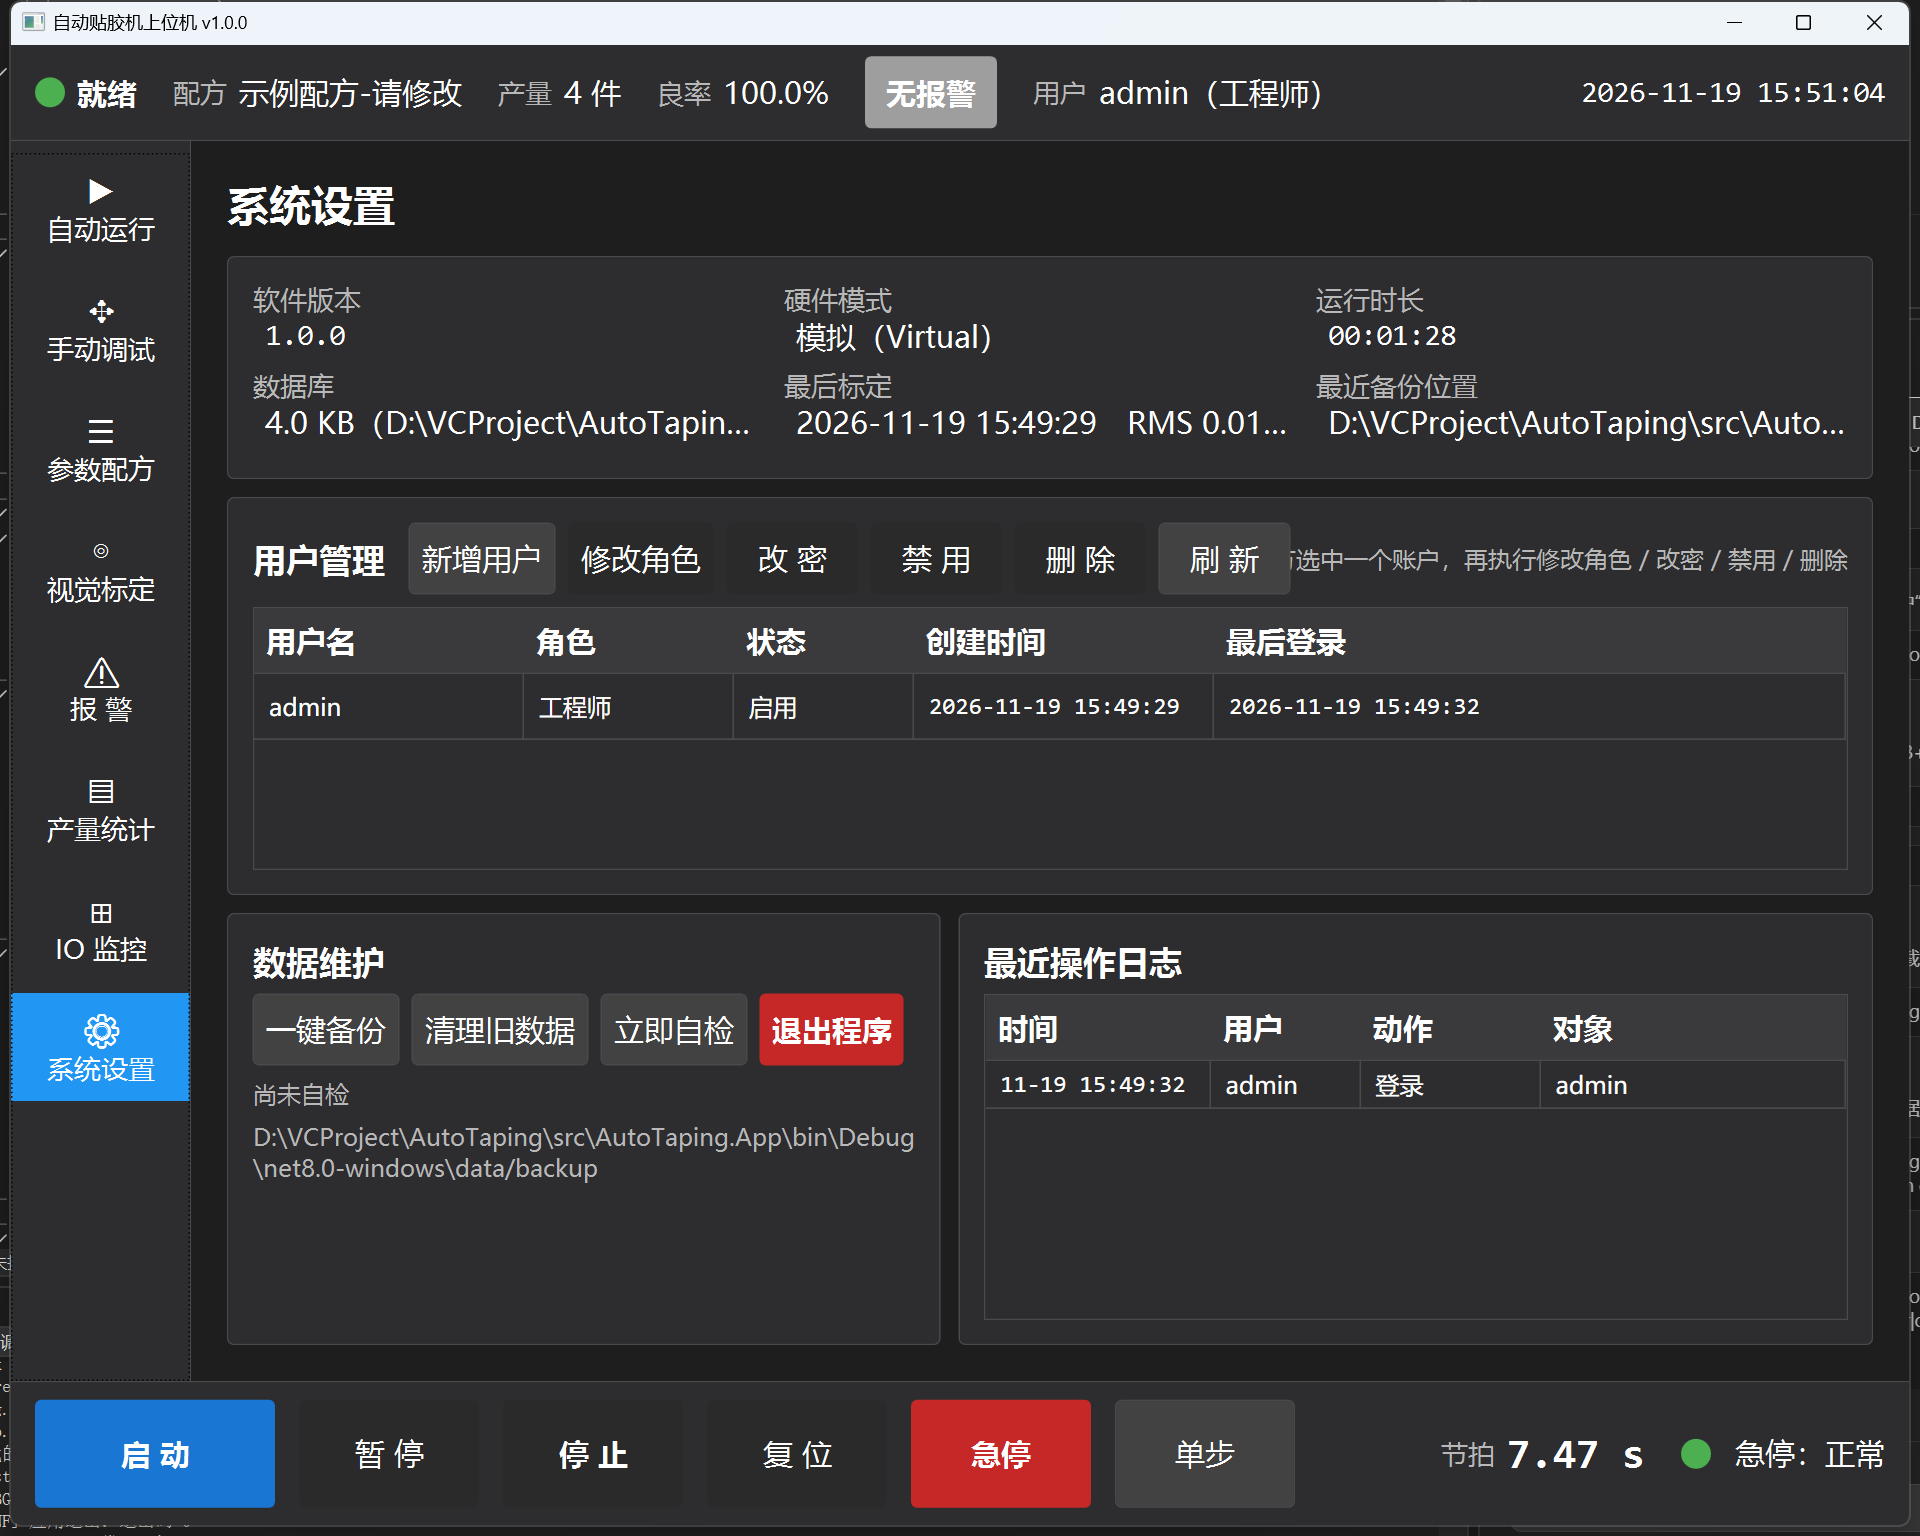 自动贴胶机上位机 v1.0.0
就绪 配方 示例配方-请修改 产量 4 件 良率 100.0% 无报警 用户 admin（工程师） 2026-11-19 15:51:04
自动运行
手动调试
参数配方
视觉标定
报 警
产量统计
IO 监控
系统设置
系统设置
软件版本 硬件模式 运行时长
1.0.0 模拟（Virtual） 00:01:28
数据库 最后标定 最近备份位置
4.0 KB（D:\VCProject\AutoTapin... 2026-11-19 15:49:29 RMS 0.01... D:\VCProject\AutoTaping\src\Auto...
用户管理 新增用户 修改角色 改 密 禁 用 删 除 刷 新 选中一个账户，再执行修改角色 / 改密 / 禁用 / 删除
用户名 角色 状态 创建时间 最后登录
admin 工程师 启用 2026-11-19 15:49:29 2026-11-19 15:49:32
数据维护
一键备份 清理旧数据 立即自检 退出程序
尚未自检
D:\VCProject\AutoTaping\src\AutoTaping.App\bin\Debug
\net8.0-windows\data/backup
最近操作日志
时间 用户 动作 对象
11-19 15:49:32 admin 登录 admin
启 动 暂 停 停 止 复 位 急停 单步 节拍 7.47 s 急停：正常